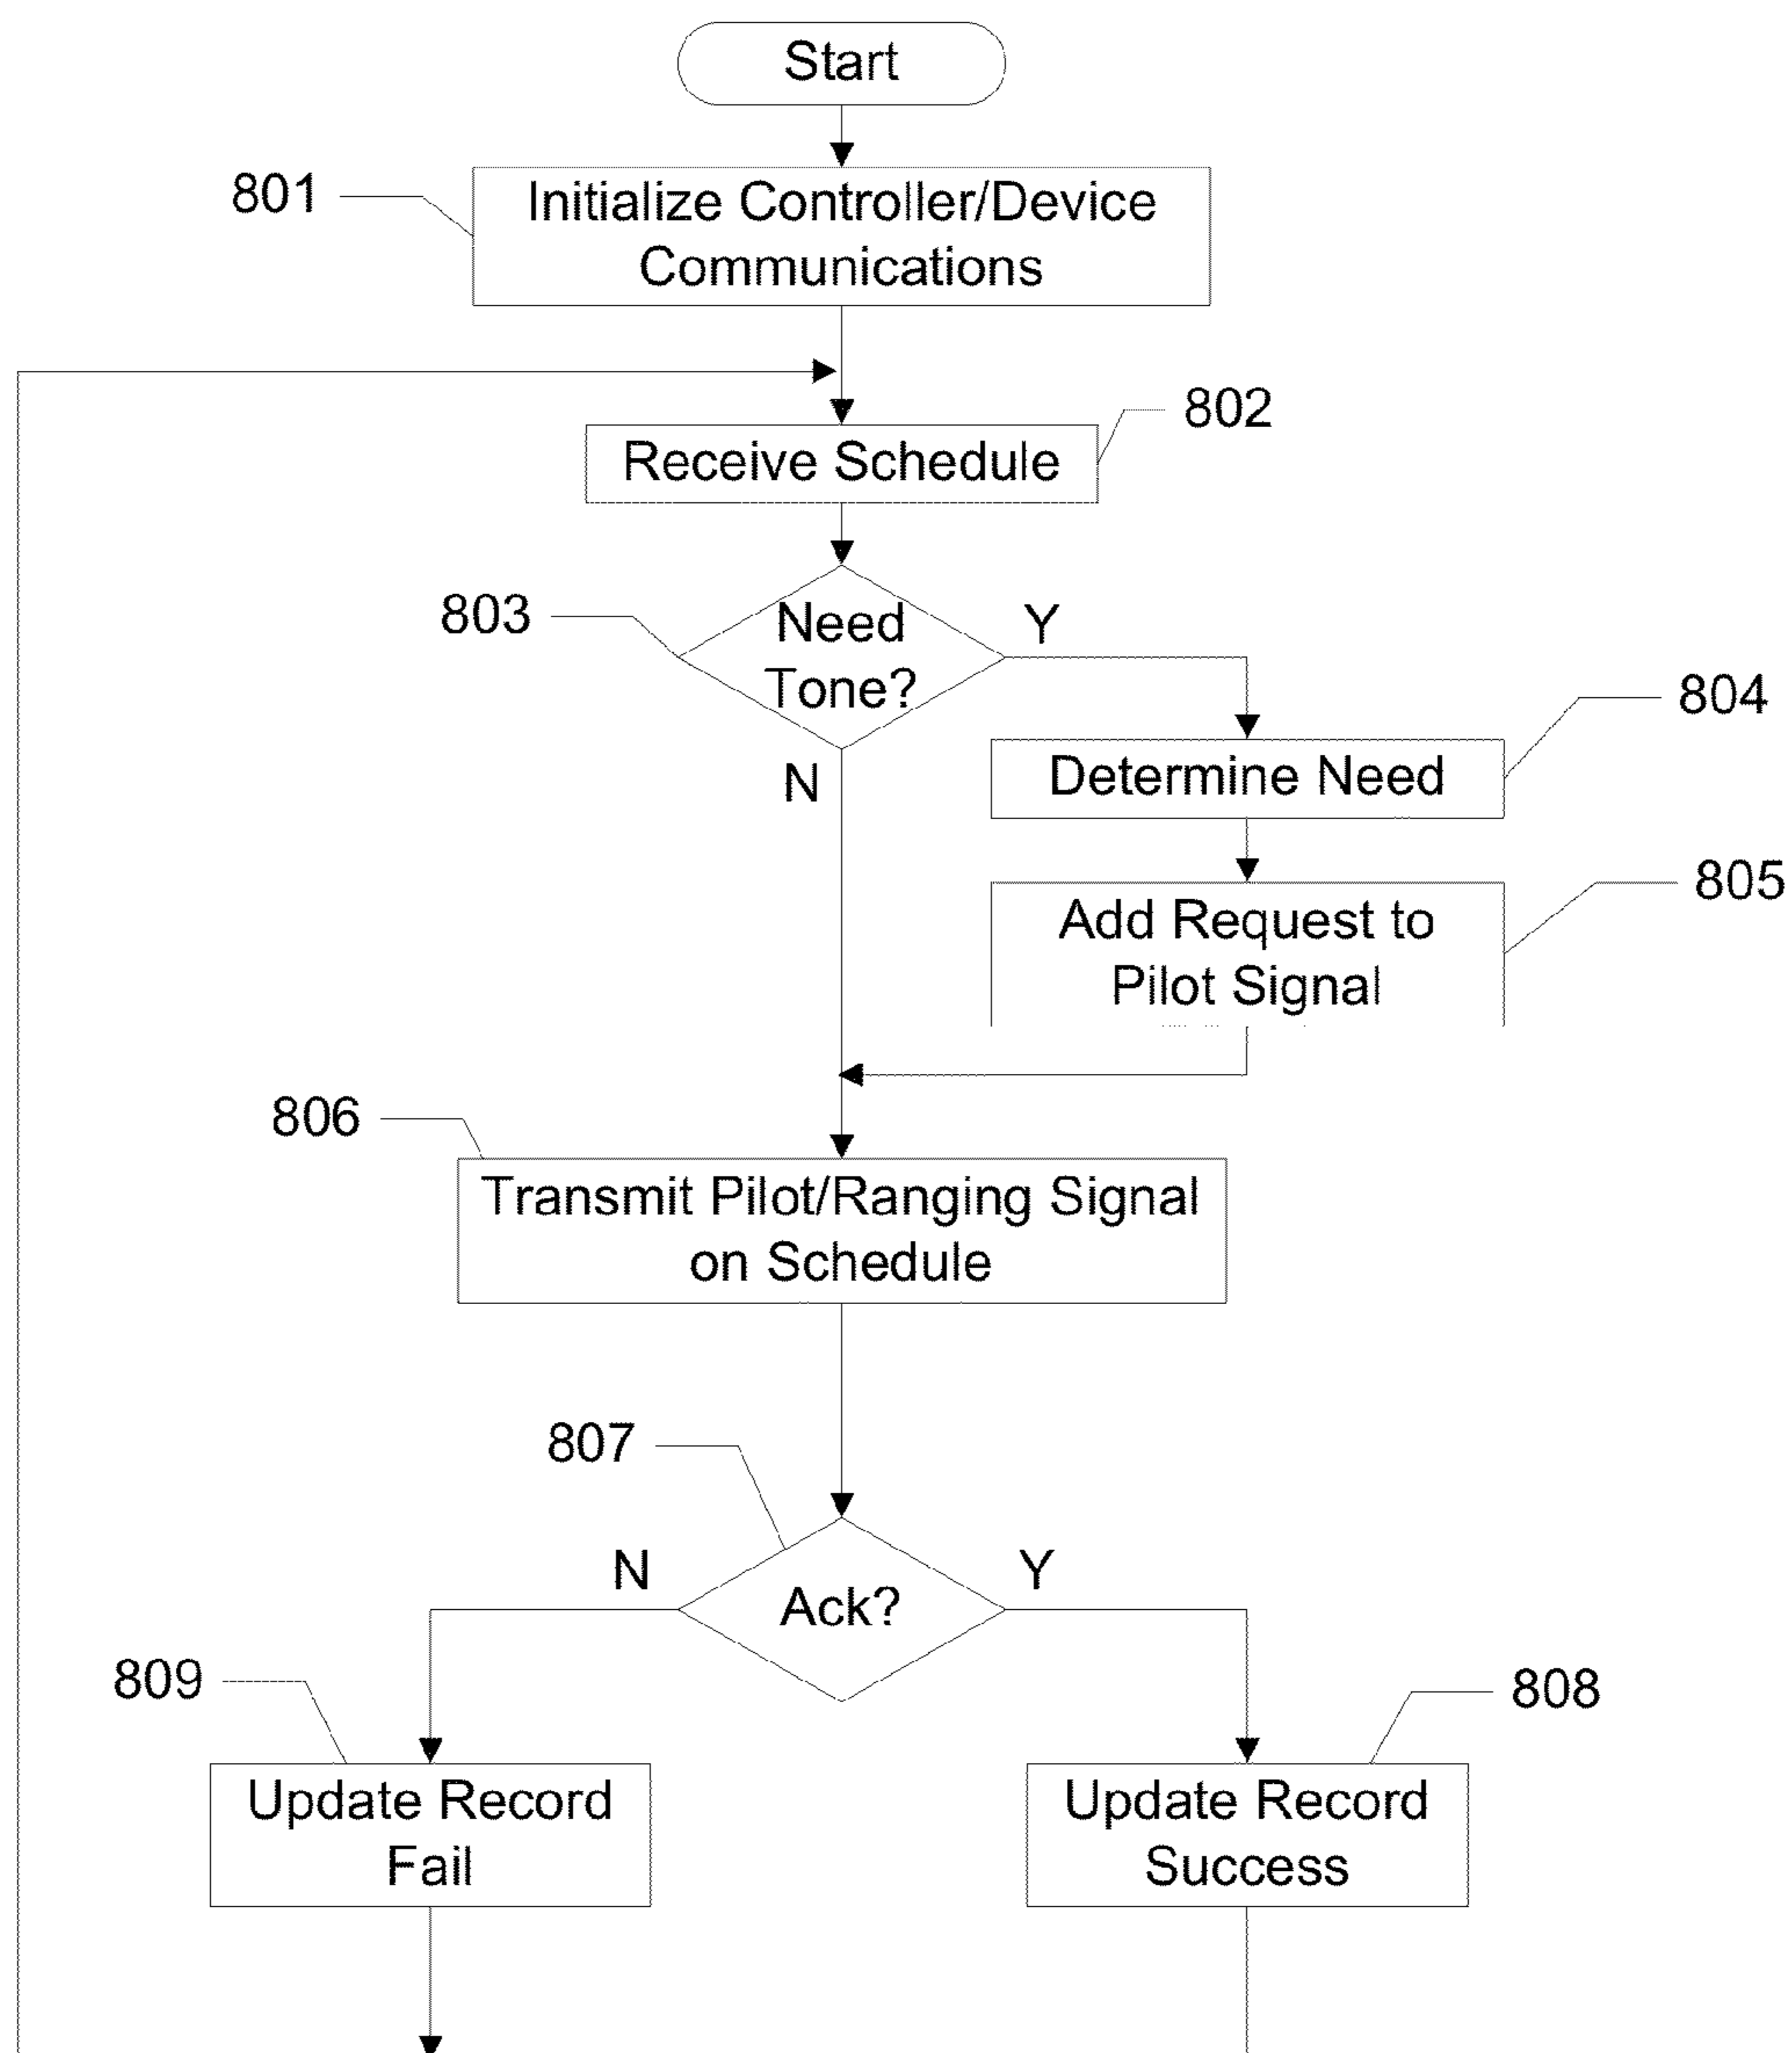 Start
801
Initialize Controller/Device
Communications
802
Receive Schedule
803
Need
Tone?
Y
N
804
Determine Need
805
Add Request to
Pilot Signal
806
Transmit Pilot/Ranging Signal
on Schedule
807
N
Ack?
Y
809
808
Update Record
Fail
Update Record
Success